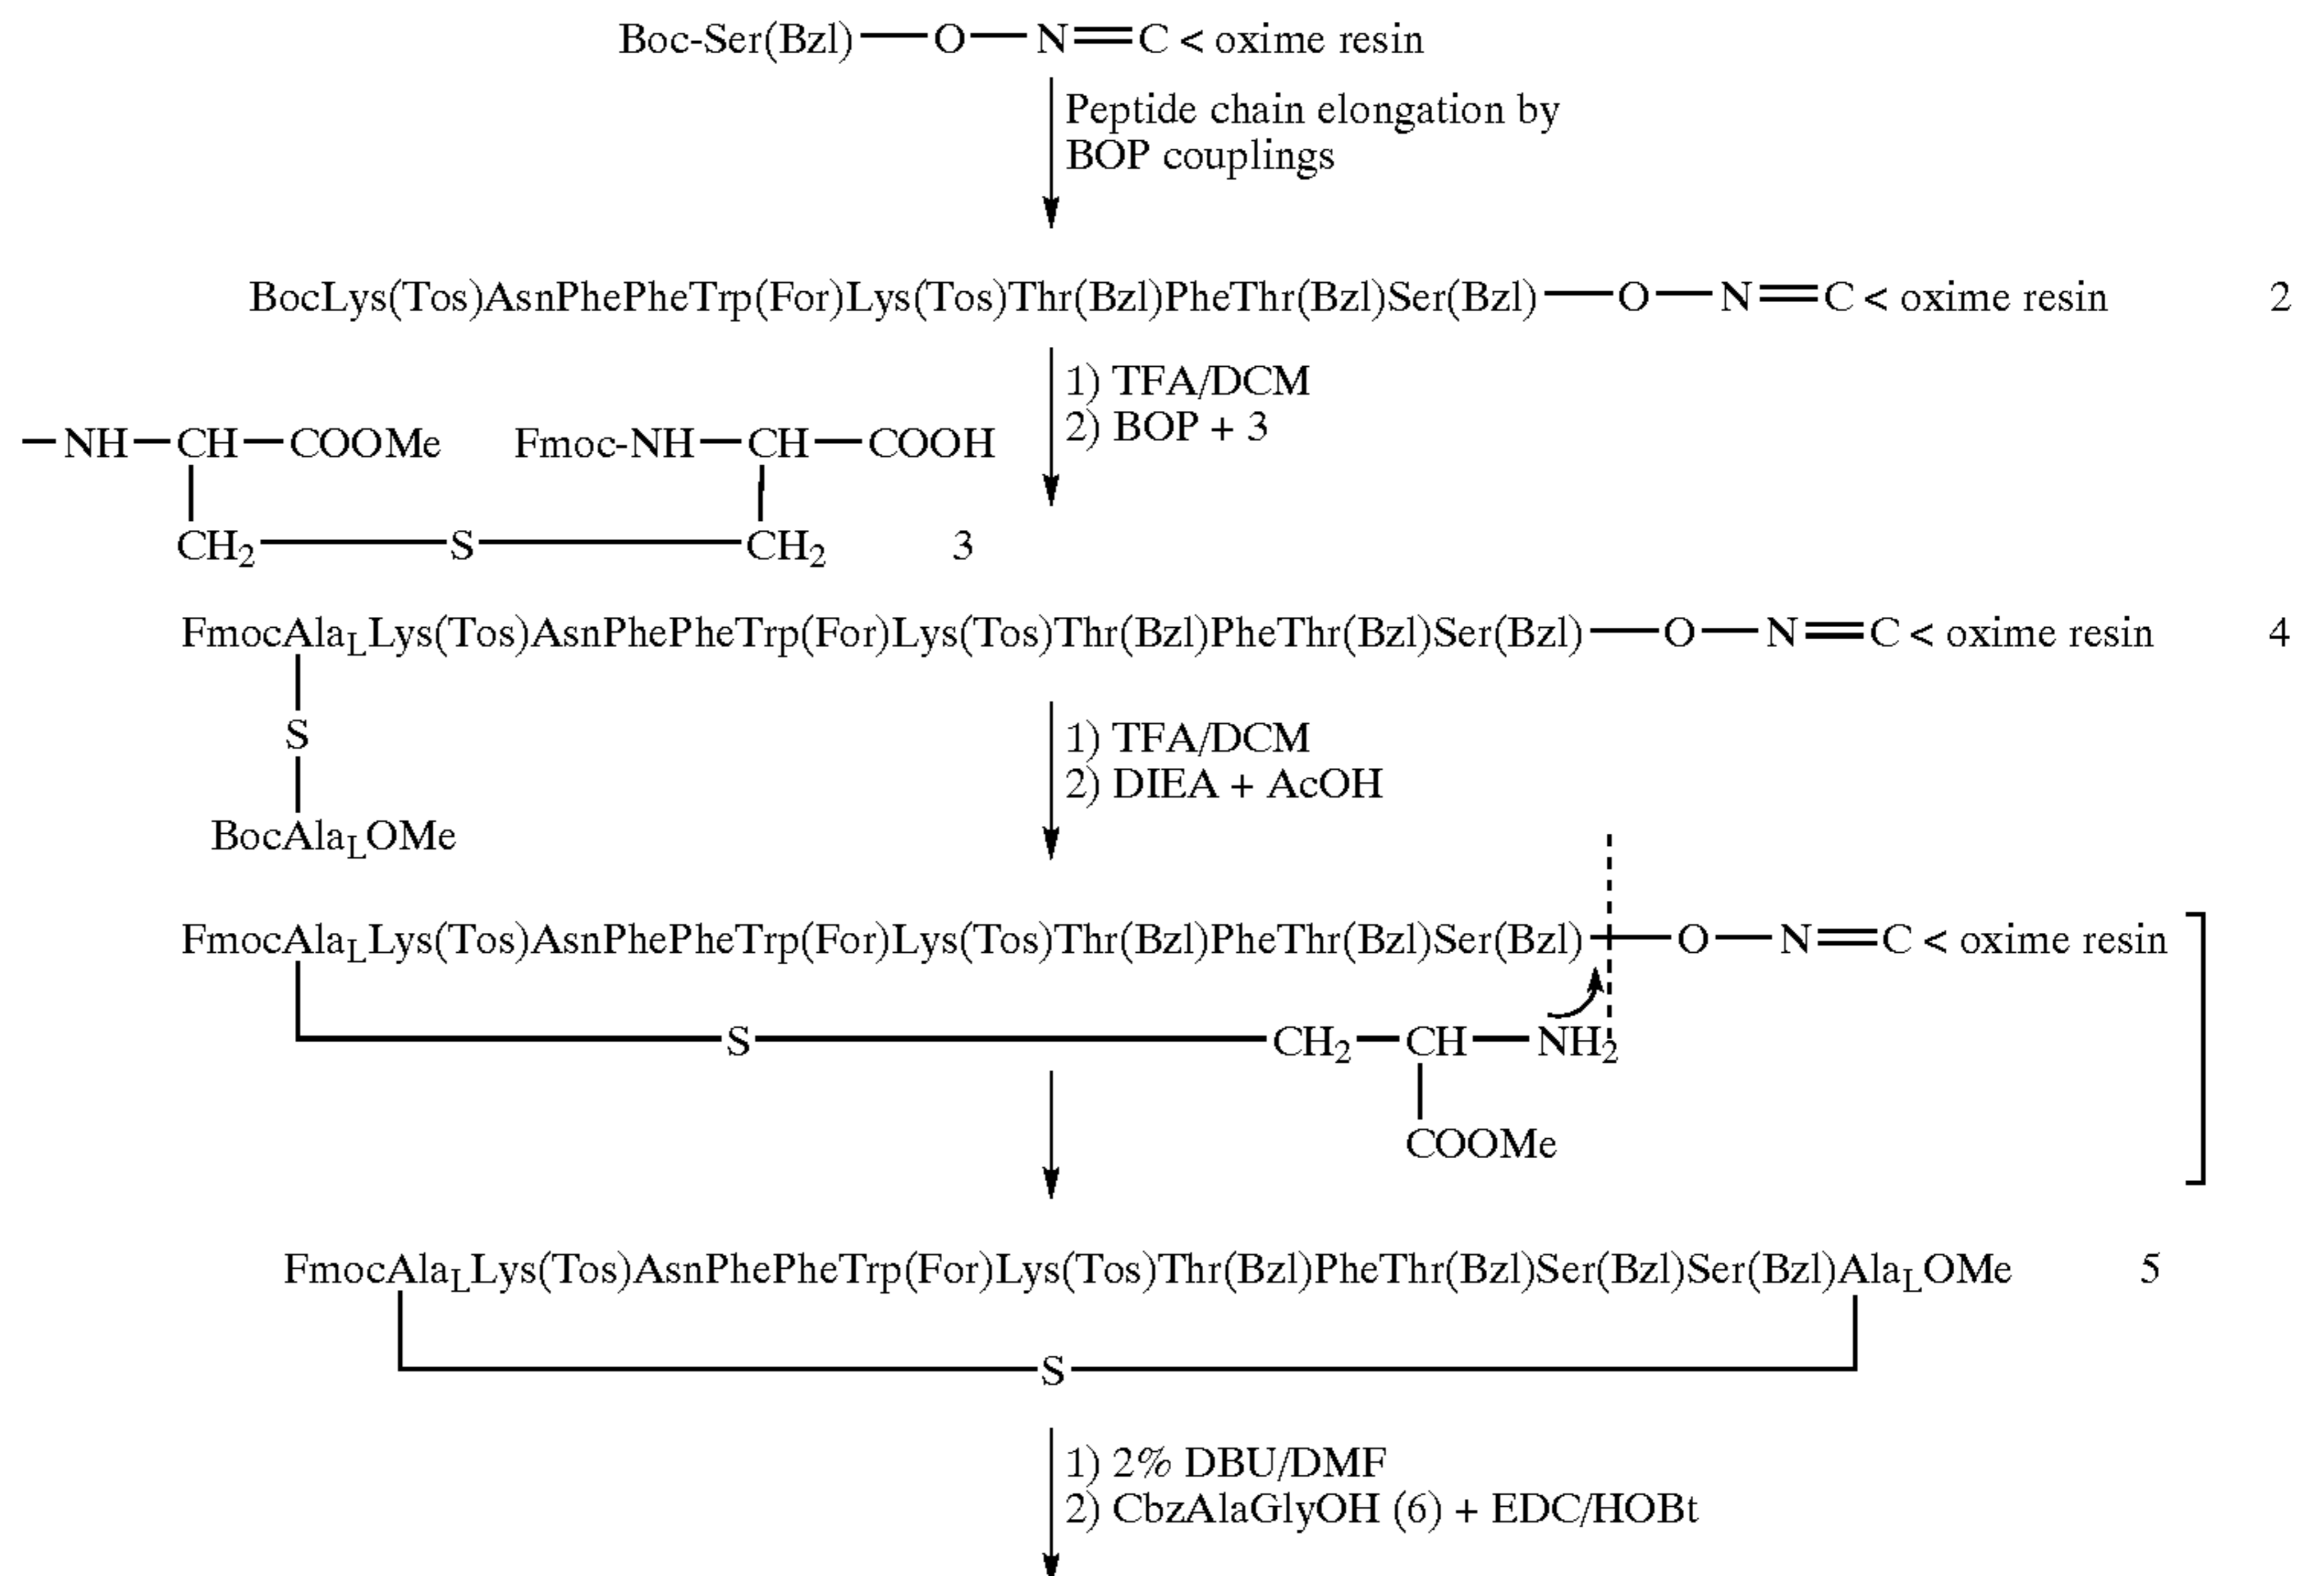 Boc-Ser(Bzl)—O—N=C < oxime resin
Peptide chain elongation by
BOP couplings
BocLys(Tos)AsnPhePheTrp(For)Lys(Tos)Thr(Bzl)PheThr(Bzl)Ser(Bzl)—O—N=C < oxime resin 2
1) TFA/DCM
2) BOP + 3
—NH—CH—COOMe Fmoc-NH—CH—COOH
CH2—S—CH2 3
FmocAlaLLys(Tos)AsnPhePheTrp(For)Lys(Tos)Thr(Bzl)PheThr(Bzl)Ser(Bzl)—O—N=C < oxime resin 4
S
BocAlaLOMe
1) TFA/DCM
2) DIEA + AcOH
FmocAlaLLys(Tos)AsnPhePheTrp(For)Lys(Tos)Thr(Bzl)PheThr(Bzl)Ser(Bzl)—O—N=C < oxime resin
S—CH2—CH—NH2
COOMe
FmocAlaLLys(Tos)AsnPhePheTrp(For)Lys(Tos)Thr(Bzl)PheThr(Bzl)Ser(Bzl)Ser(Bzl)AlaLOMe 5
S
1) 2% DBU/DMF
2) CbzAlaGlyOH (6) + EDC/HOBt